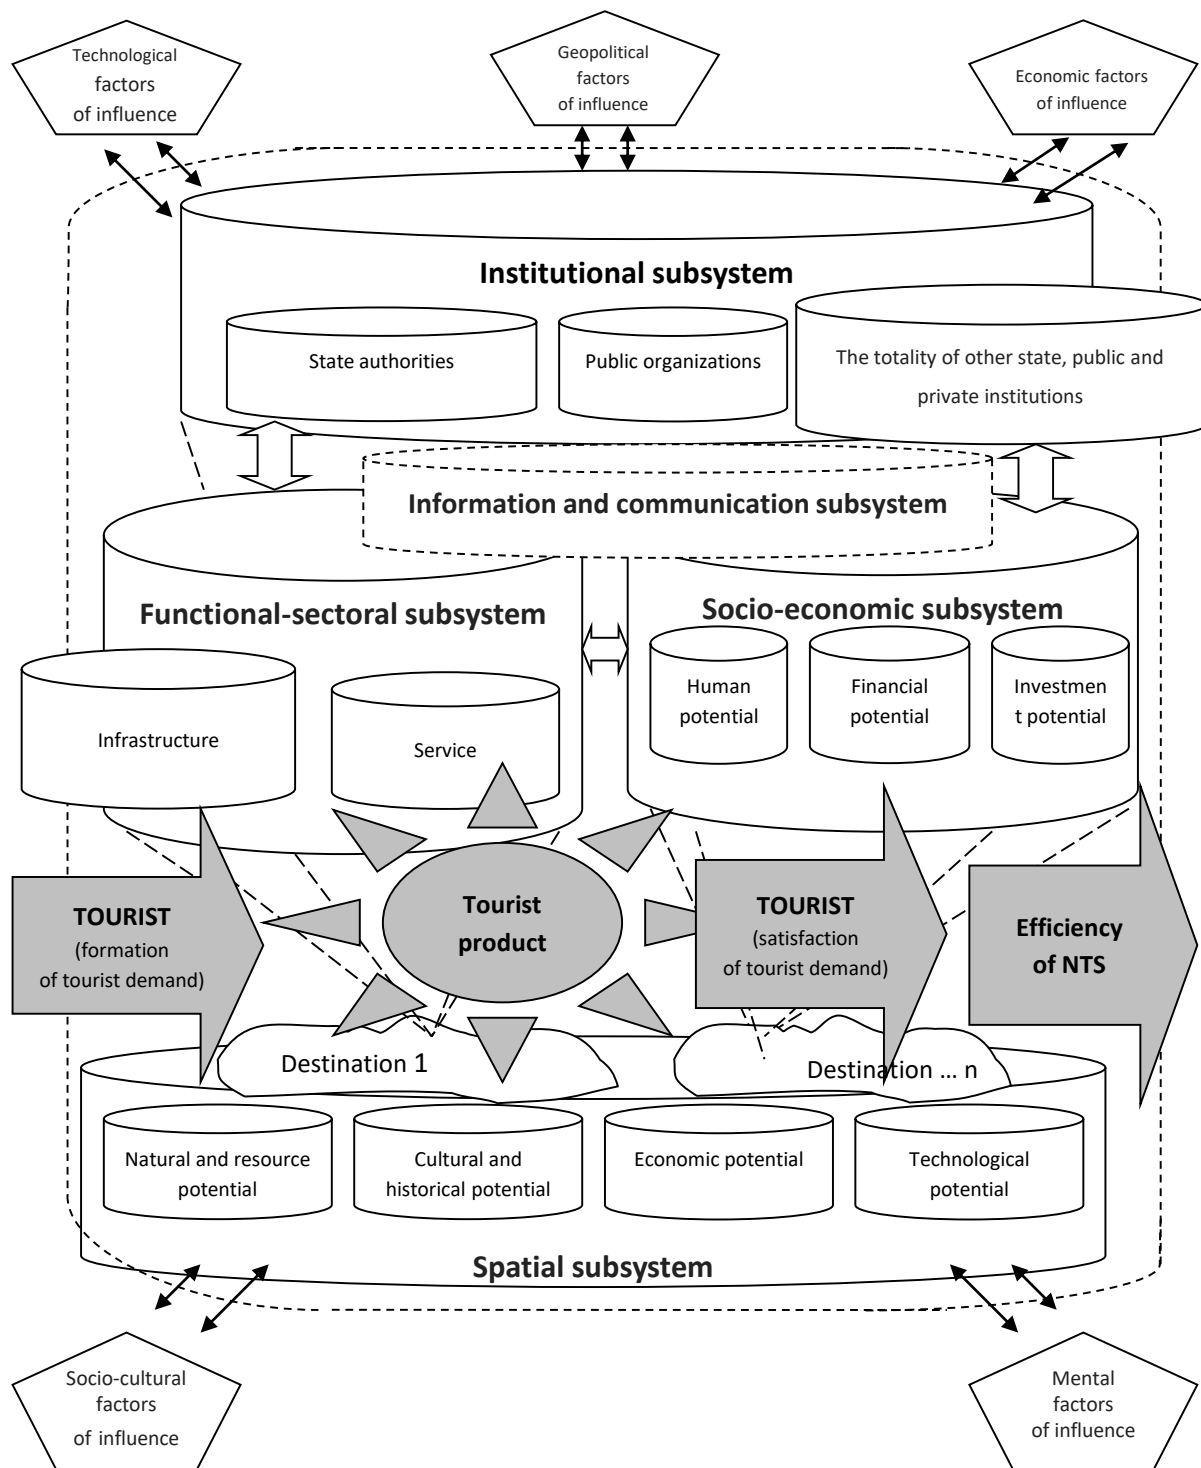 Technological
factors
of influence
Geopolitical
factors
of influence
Economic factors
of influence
Institutional subsystem
State authorities
Public organizations
The totality of other state, public and
private institutions
Information and communication subsystem
Functional-sectoral subsystem
Socio-economic subsystem
Infrastructure
Service
Human
potential
Financial
potential
Investmen
t potential
TOURIST
(formation
of tourist demand)
Tourist
product
TOURIST
(satisfaction
of tourist demand)
Efficiency
of NTS
Destination 1
Destination ... n
Natural and resource
potential
Cultural and
historical potential
Economic potential
Technological
potential
Spatial subsystem
Socio-cultural
factors
of influence
Mental
factors
of influence